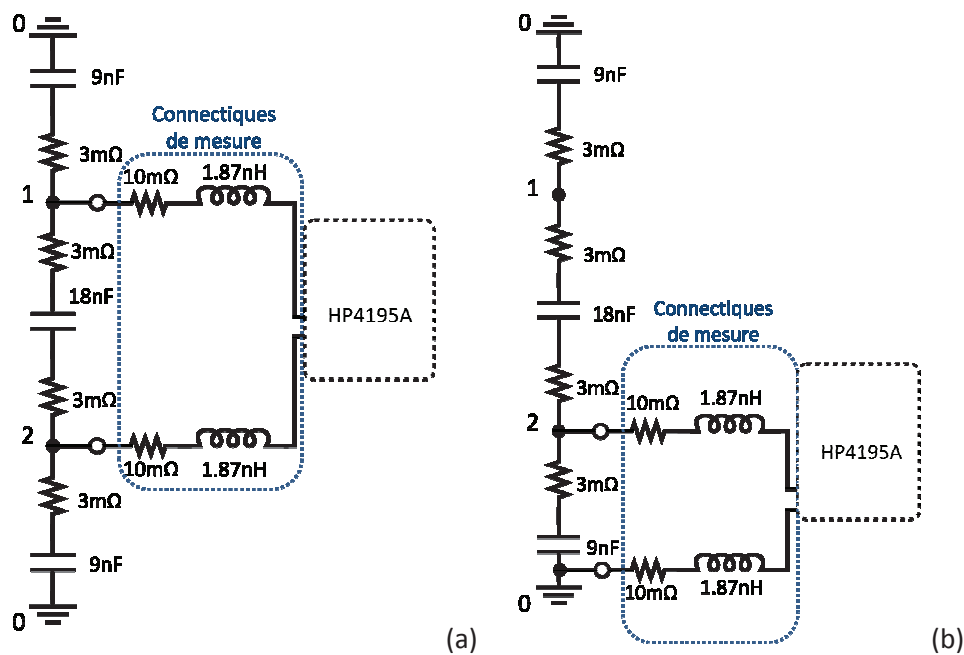 0
9nF
Connectiques
de mesure
3mΩ
10mΩ
1.87nH
1
3mΩ
18nF
HP4195A
3mΩ
2
10mΩ
1.87nH
3mΩ
9nF
0
(a)
0
9nF
3mΩ
1
3mΩ
18nF
Connectiques
de mesure
3mΩ
10mΩ
1.87nH
2
HP4195A
3mΩ
9nF
10mΩ
1.87nH
0
(b)